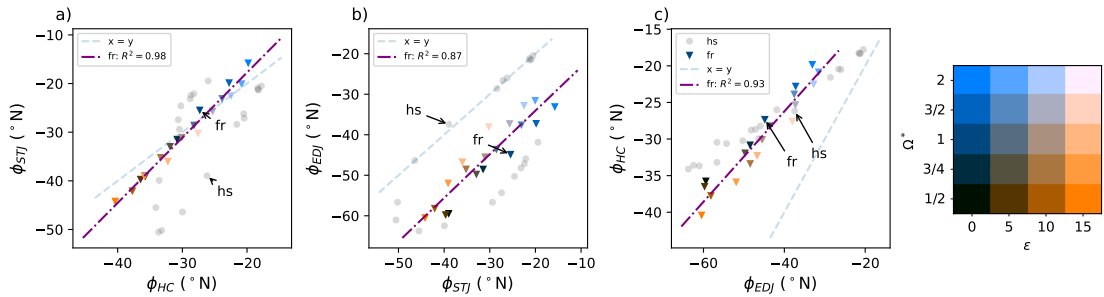 a)
x = y
fr: R² = 0.98
−10
−20
−30
−40
−50
ϕSTJ (°N)
−40
−30
−20
ϕHC (°N)
fr
hs
b)
x = y
fr: R² = 0.87
−20
−30
−40
−50
−60
ϕEDJ (°N)
−50
−40
−30
−20
−10
ϕSTJ (°N)
hs
fr
c)
hs
fr
x = y
fr: R² = 0.93
−15
−20
−25
−30
−35
−40
ϕHC (°N)
−60
−40
−20
ϕEDJ (°N)
fr
hs
2
3/2
1
3/4
1/2
Ω*
0
5
10
15
ε